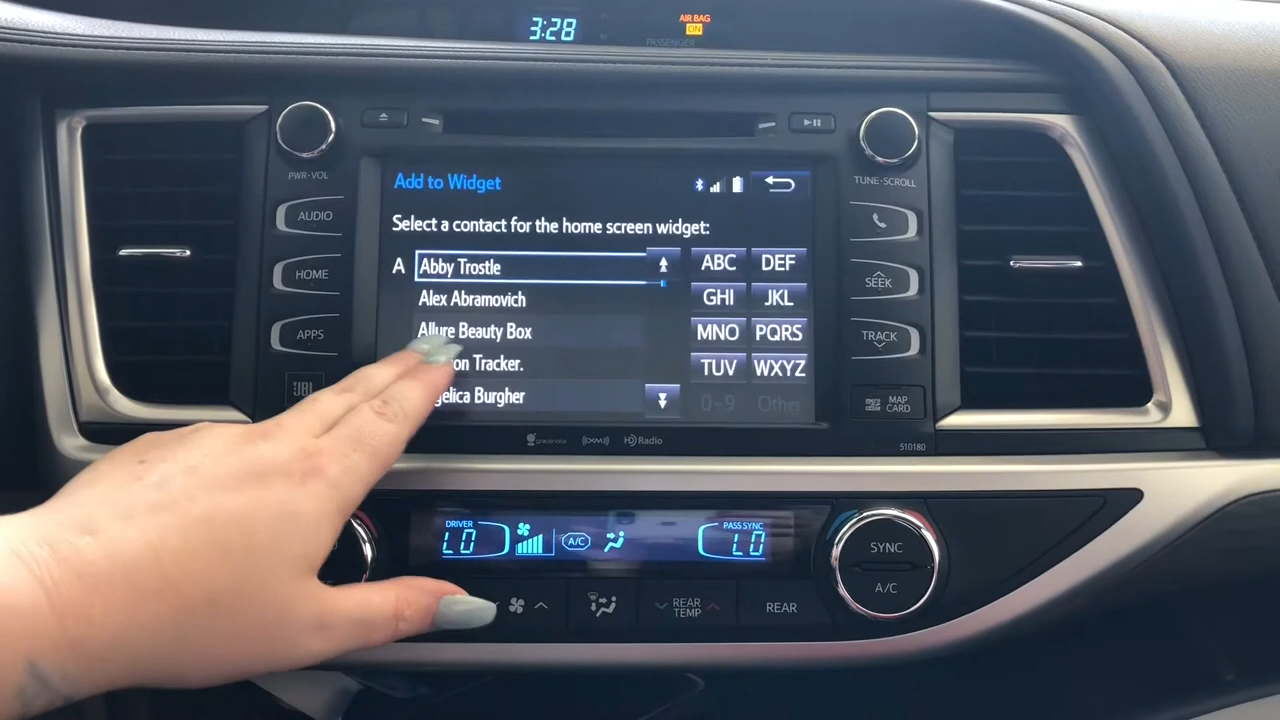 3:28
AIR BAG
ON
PASSENGER
PWR·VOL
TUNE·SCROLL
AUDIO
HOME
APPS
JBL
Add to Widget
Select a contact for the home screen widget:
A
Abby Trostle
Alex Abramovich
Allure Beauty Box
Tracker.
Burgher
ABC
DEF
GHI
JKL
MNO
PQRS
TUV
WXYZ
0-9
Other
SEEK
TRACK
MAP
CARD
gracenote
((XM))
HD Radio
510180
DRIVER
LO
A/C
PASS SYNC
LO
SYNC
A/C
REAR
TEMP
REAR